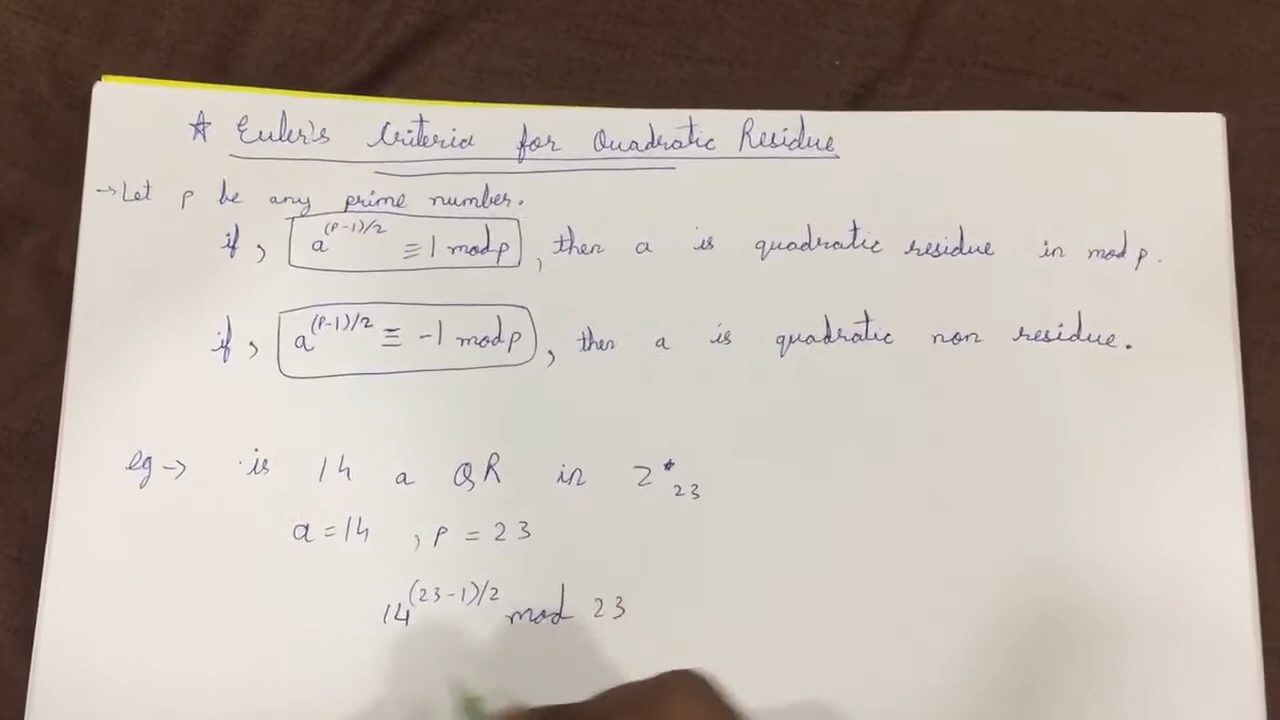 ☆ Euler's Criteria for Quadratic Residue
→ Let p be any prime number.
if, a^(p-1)/2 ≡ 1 mod p, then a is quadratic residue in mod p.
if, a^(p-1)/2 ≡ -1 mod p, then a is quadratic non residue.
eg → is 14 a QR in Z*_23
a = 14, p = 23
14^(23-1)/2 mod 23